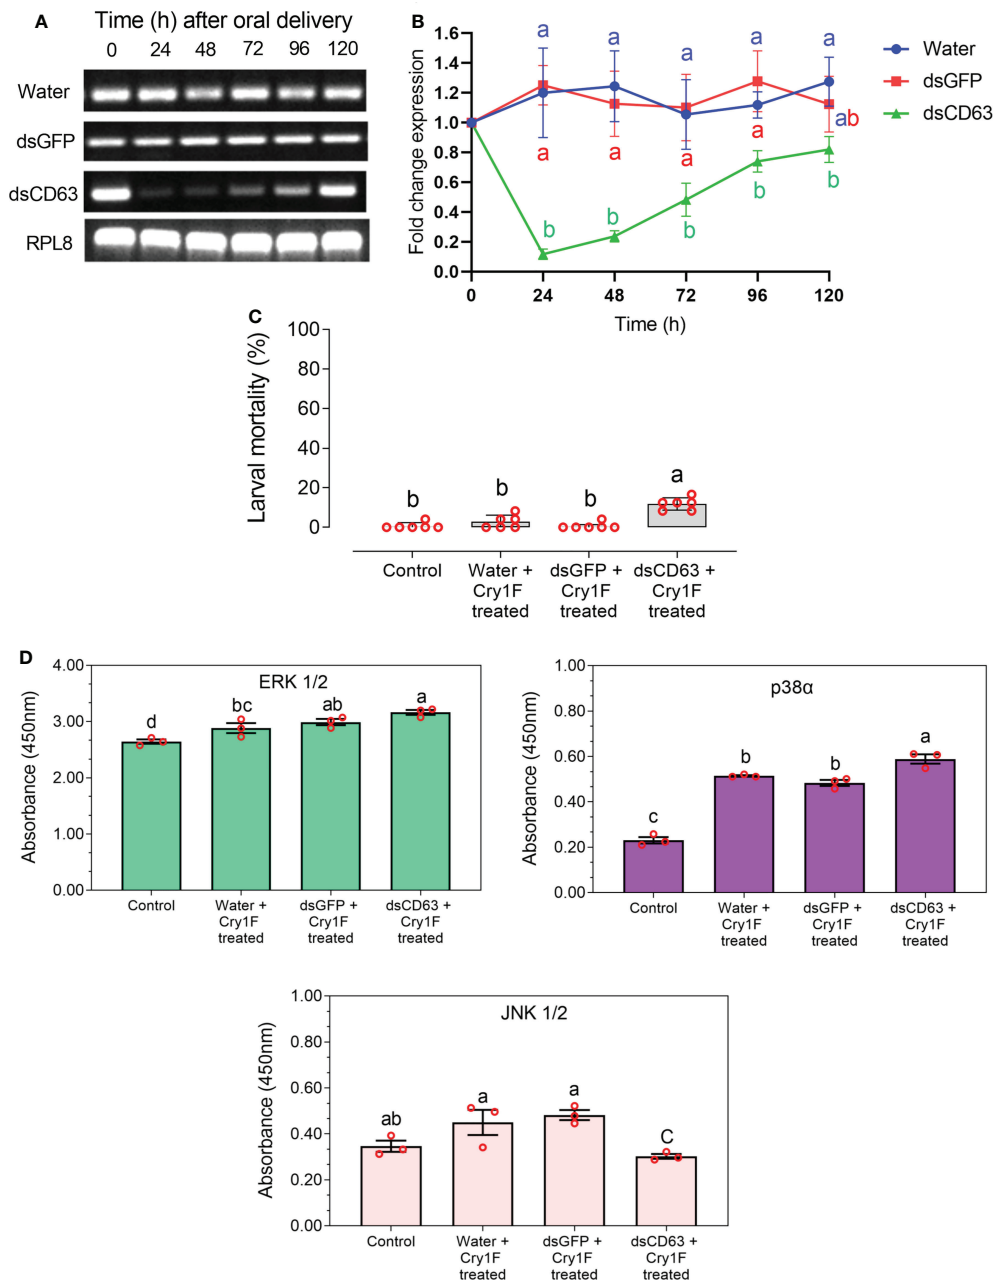 A
Time (h) after oral delivery
0 24 48 72 96 120
Water
dsGFP
dsCD63
RPL8
B
Fold change expression
1.6
1.4
1.2
1.0
0.8
0.6
0.4
0.2
0.0
a a a a a
a a a a ab
b b b b b
0 24 48 72 96 120
Time (h)
Water
dsGFP
dsCD63
C
Larval mortality (%)
100
80
60
40
20
0
b b b a
Control
Water +
Cry1F
treated
dsGFP +
Cry1F
treated
dsCD63 +
Cry1F
treated
D
ERK 1/2
Absorbance (450nm)
4.00
3.00
2.00
1.00
0.00
d bc ab a
Control
Water +
Cry1F
treated
dsGFP +
Cry1F
treated
dsCD63 +
Cry1F
treated
p38α
Absorbance (450nm)
1.00
0.80
0.60
0.40
0.20
0.00
c b b a
Control
Water +
Cry1F
treated
dsGFP +
Cry1F
treated
dsCD63 +
Cry1F
treated
JNK 1/2
Absorbance (450nm)
1.00
0.80
0.60
0.40
0.20
0.00
ab a a C
Control
Water +
Cry1F
treated
dsGFP +
Cry1F
treated
dsCD63 +
Cry1F
treated